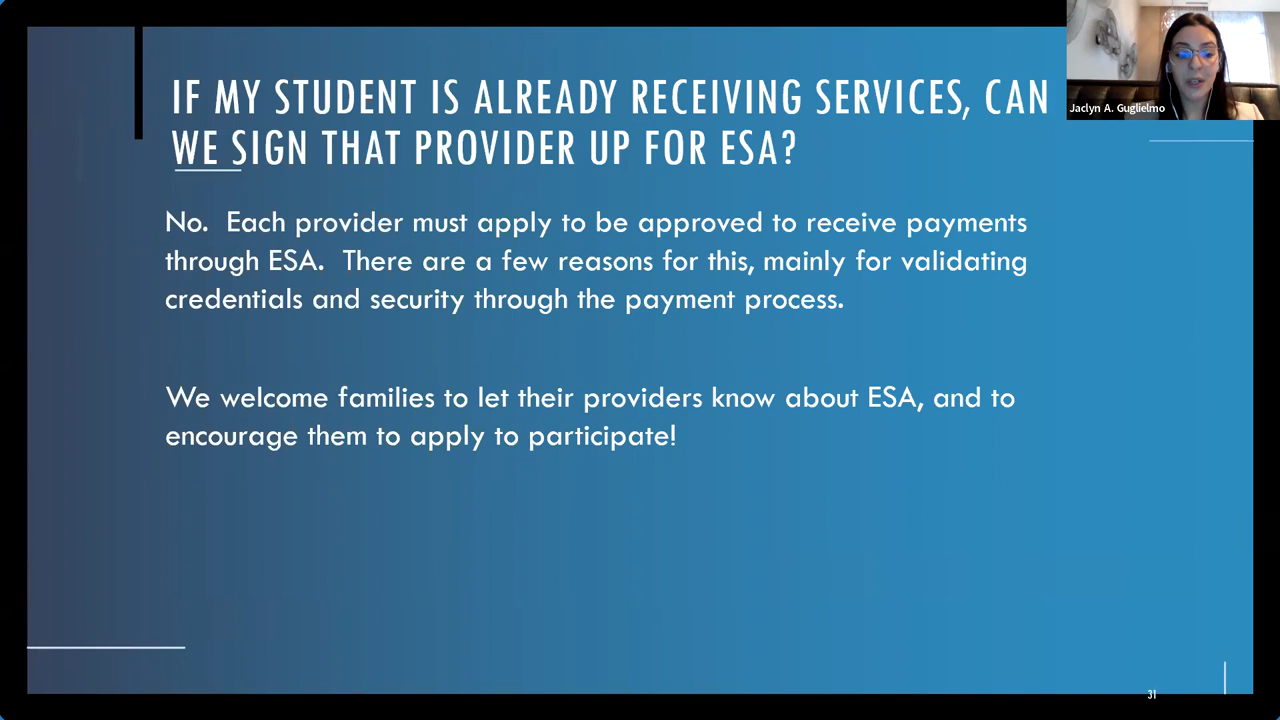 IF MY STUDENT IS ALREADY RECEIVING SERVICES, CAN
WE SIGN THAT PROVIDER UP FOR ESA?
Jaclyn A. Guglielmo
No.  Each provider must apply to be approved to receive payments
through ESA.  There are a few reasons for this, mainly for validating
credentials and security through the payment process.
We welcome families to let their providers know about ESA, and to
encourage them to apply to participate!
31